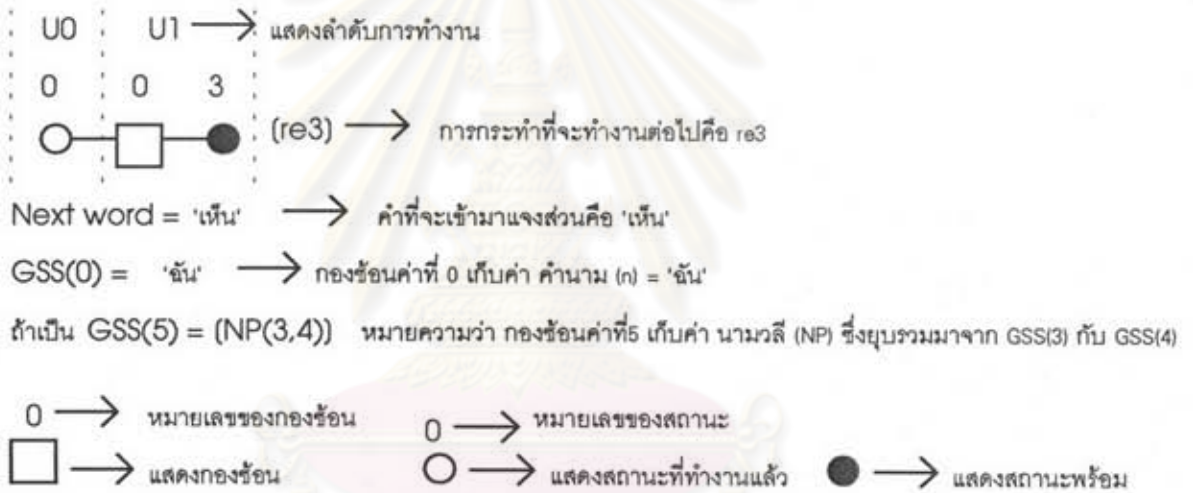 U0 U1 → แสดงลำดับการทำงาน
0 0 3
(re3) → การกระทำที่จะทำงานต่อไปคือ re3
Next word = 'เห็น' → คำที่จะเข้ามาแจงส่วนคือ 'เห็น'
GSS(0) = 'ฉัน' → กองซ้อนค่าที่ 0 เก็บค่า คำนาม (n) = 'ฉัน'
ถ้าเป็น GSS(5) = (NP(3,4)) หมายความว่า กองซ้อนค่าที่5 เก็บค่า นามวลี (NP) ซึ่งยุบรวมมาจาก GSS(3) กับ GSS(4)
0 → หมายเลขของกองซ้อน 0 → หมายเลขของสถานะ
→ แสดงกองซ้อน → แสดงสถานะที่ทำงานแล้ว → แสดงสถานะพร้อม